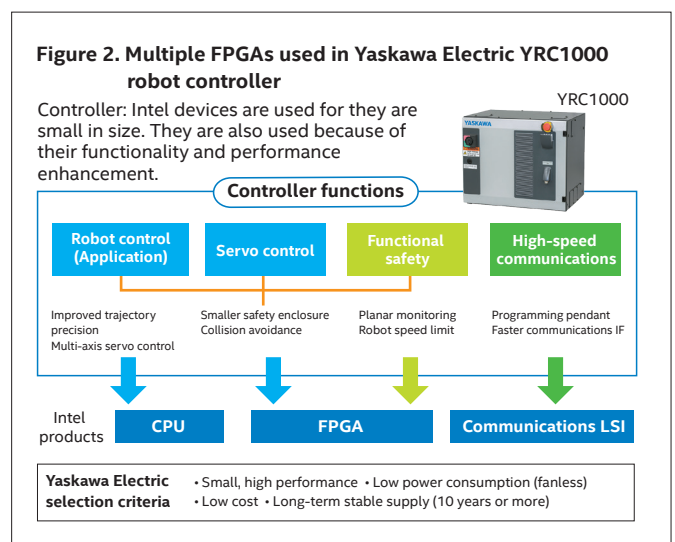 Figure 2. Multiple FPGAs used in Yaskawa Electric YRC1000
robot controller
Controller: Intel devices are used for they are
small in size. They are also used because of
their functionality and performance
enhancement.
YRC1000
YASKAWA
Controller functions
Robot control
(Application)
Servo control
Functional
safety
High-speed
communications
Improved trajectory
precision
Multi-axis servo control
Smaller safety enclosure
Collision avoidance
Planar monitoring
Robot speed limit
Programming pendant
Faster communications IF
Intel
products
CPU
FPGA
Communications LSI
Yaskawa Electric
selection criteria
• Small, high performance • Low power consumption (fanless)
• Low cost • Long-term stable supply (10 years or more)